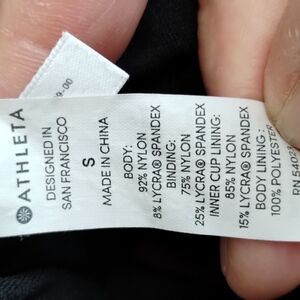 ATHLETA
DESIGNED IN
SAN FRANCISCO
S
MADE IN CHINA
BODY:
92% NYLON
8% LYCRA® SPANDEX
BINDING:
75% NYLON
25% LYCRA® SPANDEX
INNER CUP LINING:
85% NYLON
15% LYCRA® SPANDEX
BODY LINING:
100% POLYESTER